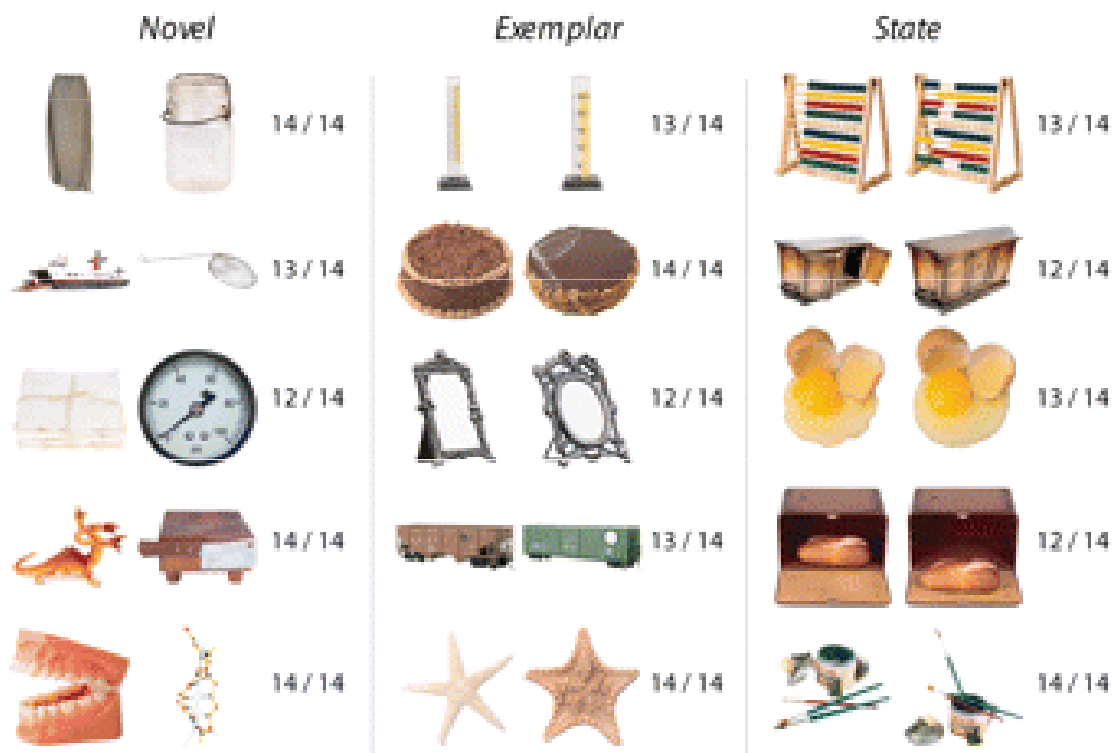 Novel Exemplar State
14 / 14 13 / 14 13 / 14
13 / 14 14 / 14 12 / 14
12 / 14 12 / 14 13 / 14
14 / 14 13 / 14 12 / 14
14 / 14 14 / 14 14 / 14